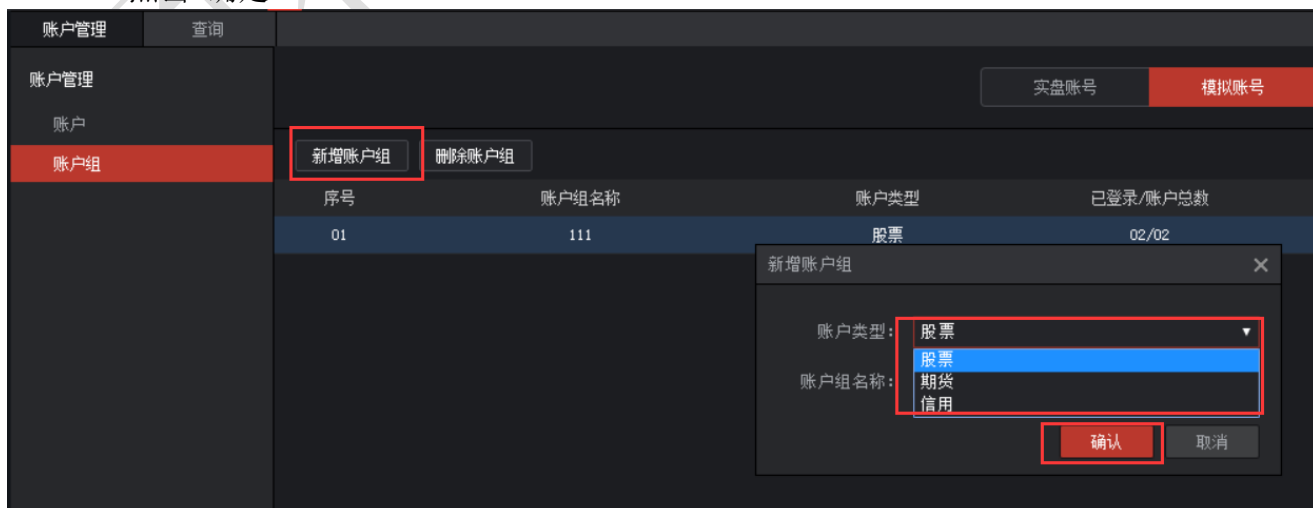 账户管理 查询
账户管理
实盘账号 模拟账号
账户
账户组
新增账户组 删除账户组
序号 账户组名称 账户类型 已登录/账户总数
01 111 股票 02/02
新增账户组
账户类型: 股票
股票
账户组名称: 期货
信用
确认 取消